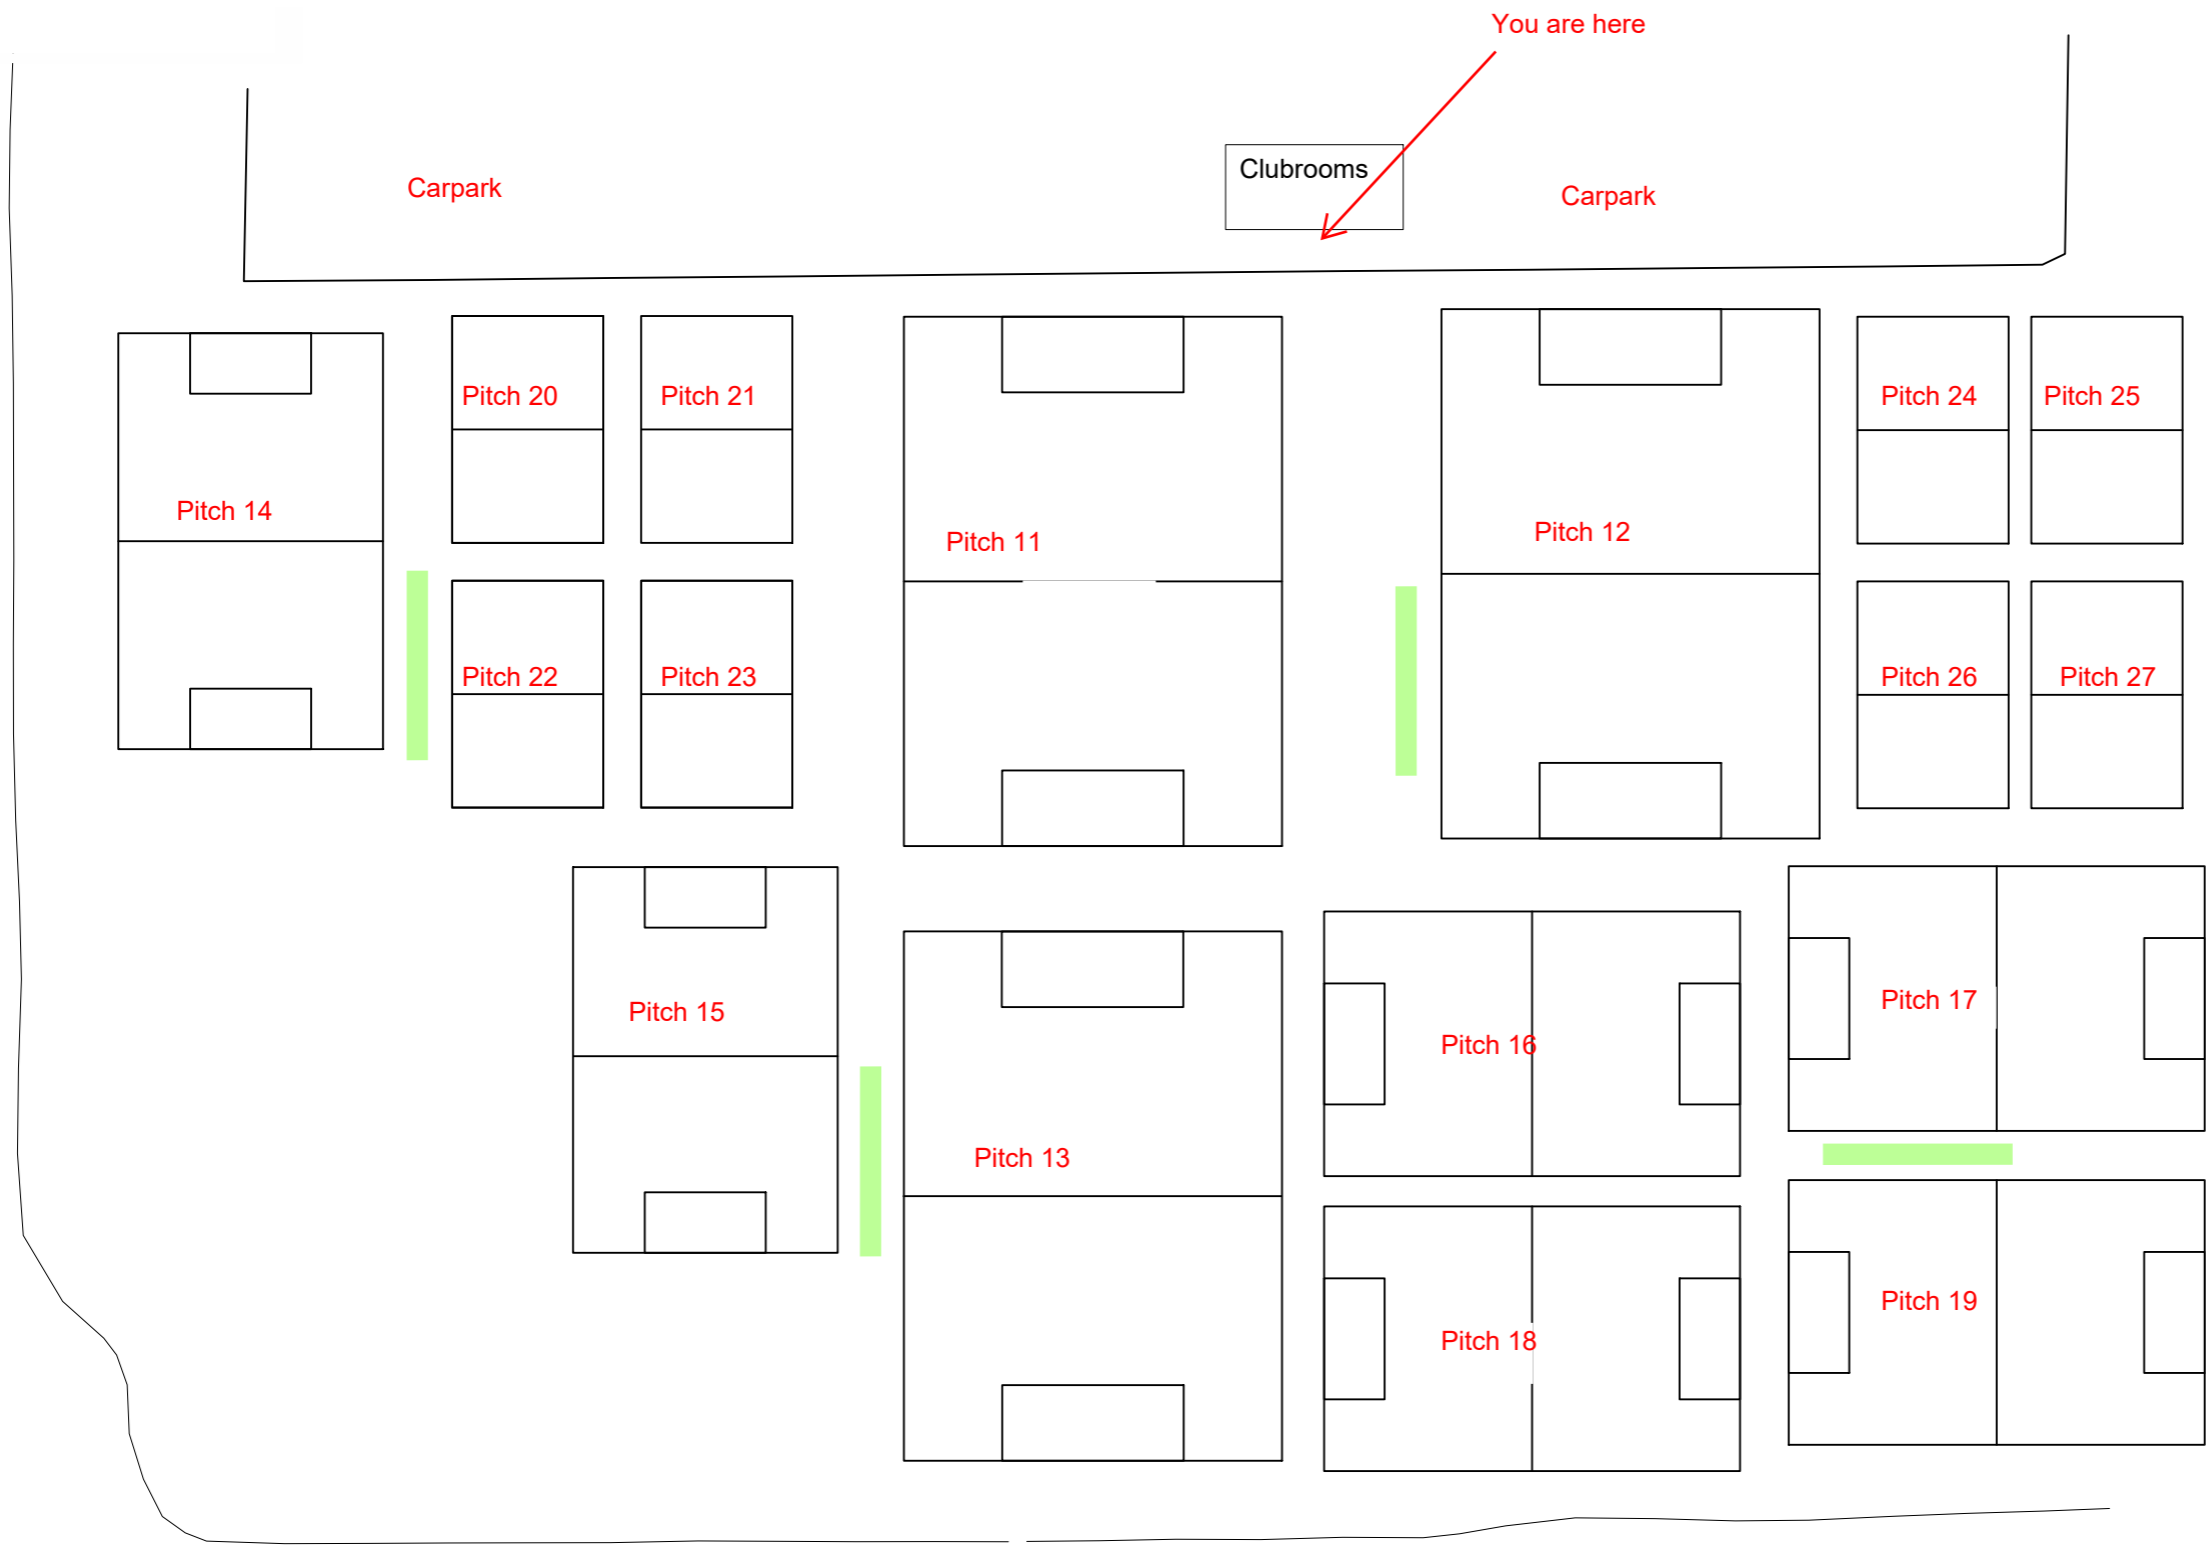 You are here
Clubrooms
Carpark
Carpark
Pitch 20
Pitch 21
Pitch 24
Pitch 25
Pitch 14
Pitch 11
Pitch 12
Pitch 22
Pitch 23
Pitch 26
Pitch 27
Pitch 15
Pitch 16
Pitch 17
Pitch 13
Pitch 18
Pitch 19